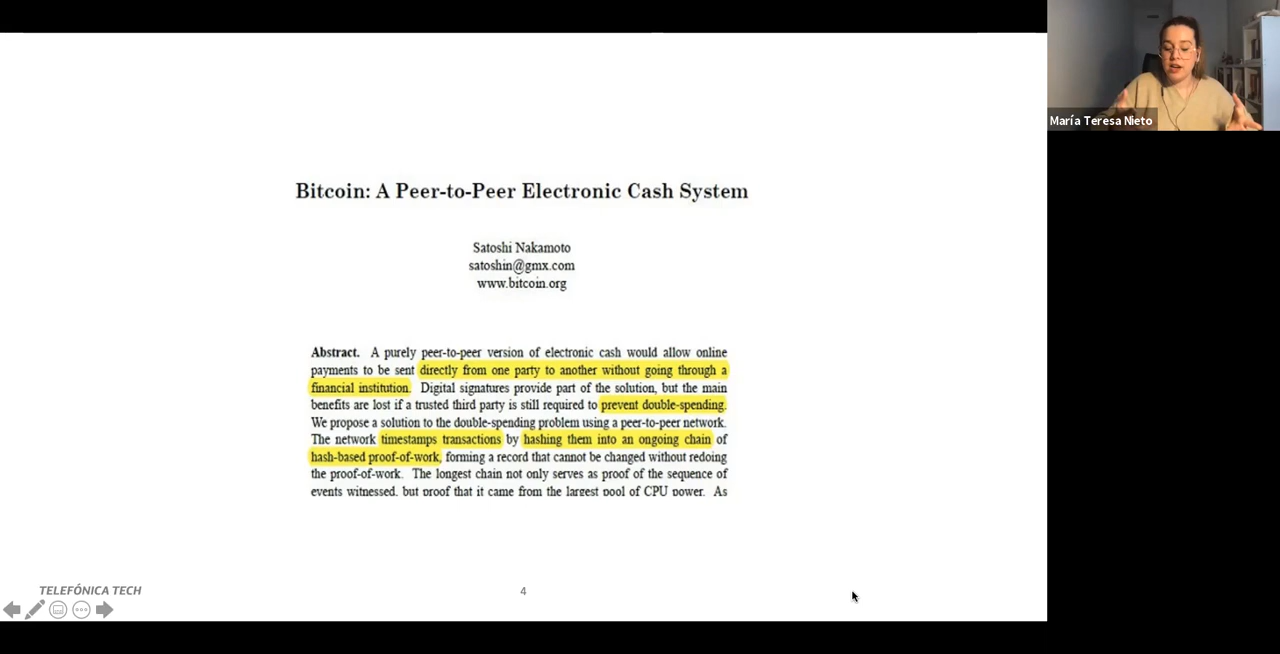 Bitcoin: A Peer-to-Peer Electronic Cash System
Satoshi Nakamoto
satoshin@gmx.com
www.bitcoin.org
Abstract. A purely peer-to-peer version of electronic cash would allow online
payments to be sent directly from one party to another without going through a
financial institution. Digital signatures provide part of the solution, but the main
benefits are lost if a trusted third party is still required to prevent double-spending.
We propose a solution to the double-spending problem using a peer-to-peer network.
The network timestamps transactions by hashing them into an ongoing chain of
hash-based proof-of-work, forming a record that cannot be changed without redoing
the proof-of-work. The longest chain not only serves as proof of the sequence of
events witnessed, but proof that it came from the largest pool of CPU power. As
TELEFÓNICA TECH
4
María Teresa Nieto